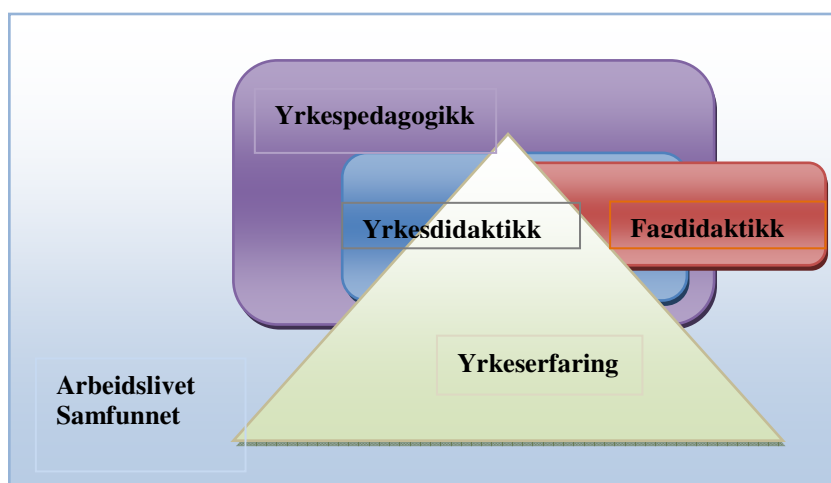 Yrkespedagogikk
Yrkesdidaktikk
Fagdidaktikk
Yrkeserfaring
Arbeidslivet
Samfunnet